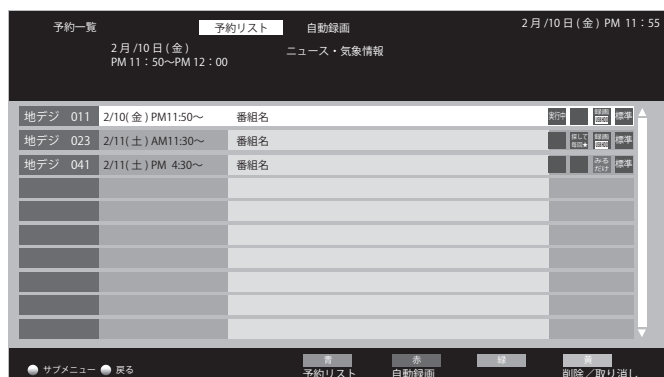 予約一覧 予約リスト 自動録画 2月/10日(金) PM 11:55
2月/10日(金) ニュース・気象情報
PM 11:50~PM 12:00
地デジ 011 2/10(金) PM11:50~ 番組名 実行中 録画 標準
地デジ 023 2/11(土) AM11:30~ 番組名 探して毎回★ 録画 標準
地デジ 041 2/11(土) PM 4:30~ 番組名 みるだけ 標準
青 赤 緑 黄
サブメニュー 戻る 予約リスト 自動録画 削除/取り消し